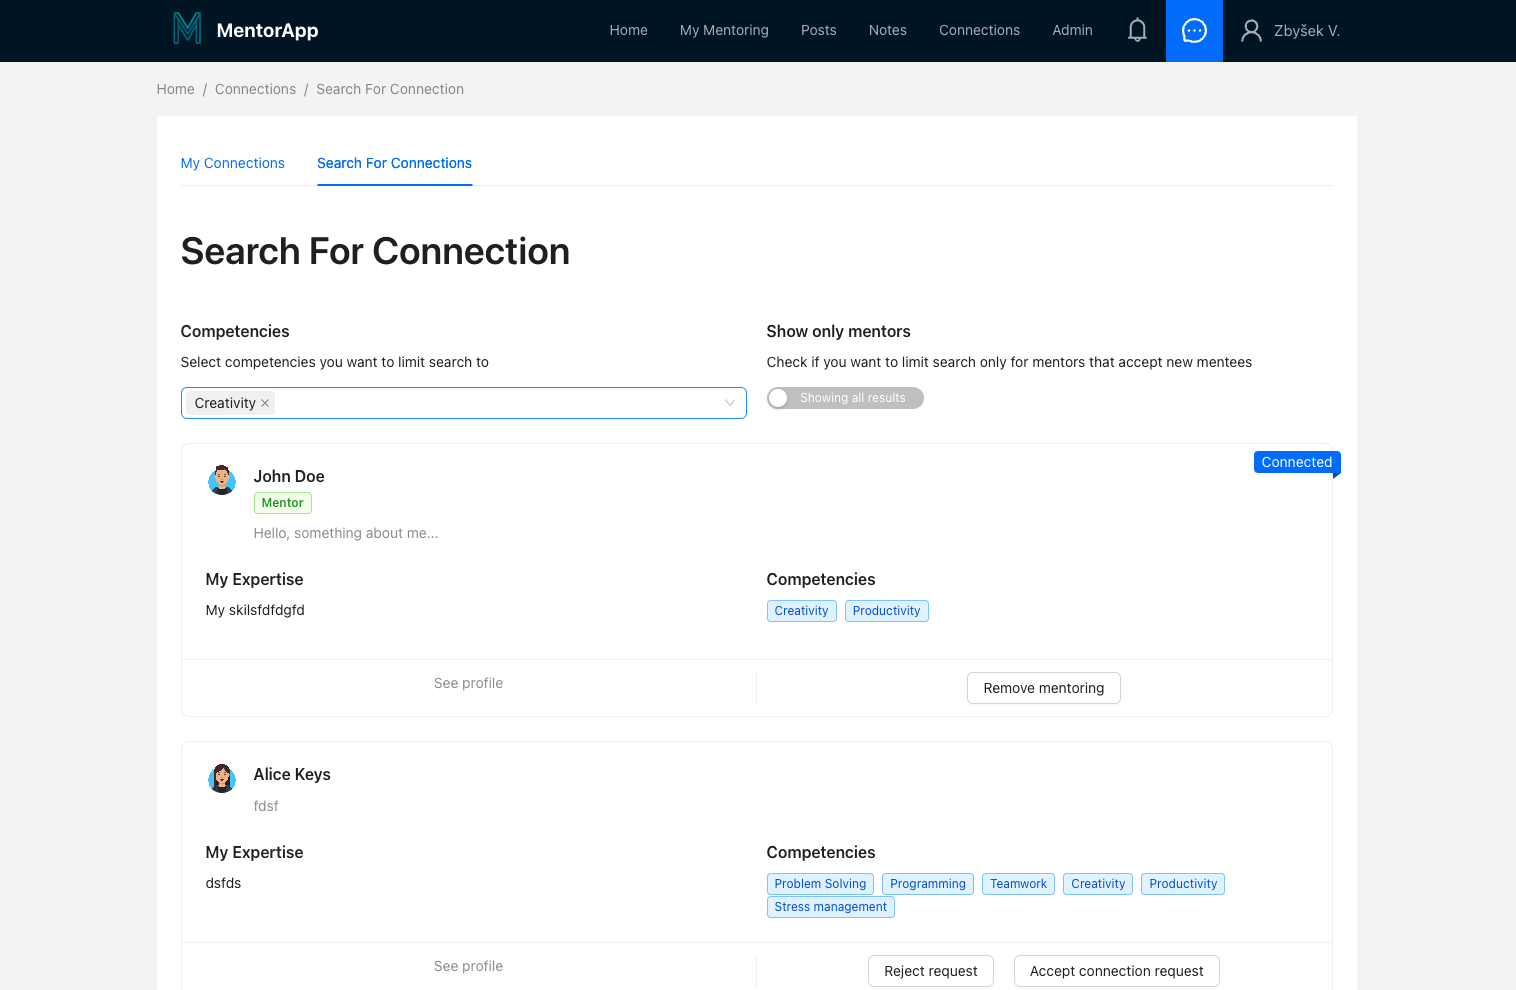 MentorApp
Home
My Mentoring
Posts
Notes
Connections
Admin
Zbyšek V.
Home / Connections / Search For Connection
My Connections
Search For Connections
Search For Connection
Competencies
Select competencies you want to limit search to
Creativity
Show only mentors
Check if you want to limit search only for mentors that accept new mentee
Showing all results
Connected
John Doe
Mentor
Hello, something about me...
My Expertise
My skilsfdfdgfd
Competencies
Creativity
Productivity
See profile
Remove mentoring
Alice Keys
fdsf
My Expertise
dsfds
Competencies
Problem Solving
Programming
Teamwork
Creativity
Productivity
Stress management
See profile
Reject request
Accept connection request